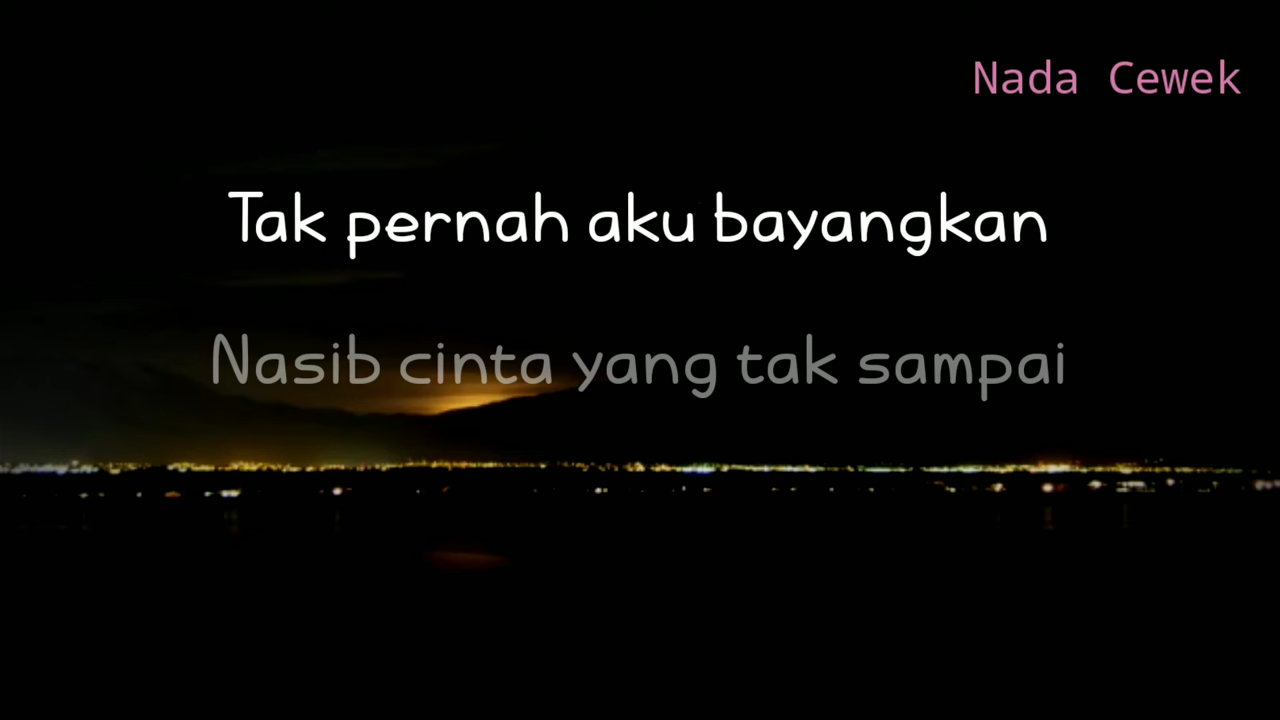 Nada Cewek
Tak pernah aku bayangkan
Nasib cinta yang tak sampai